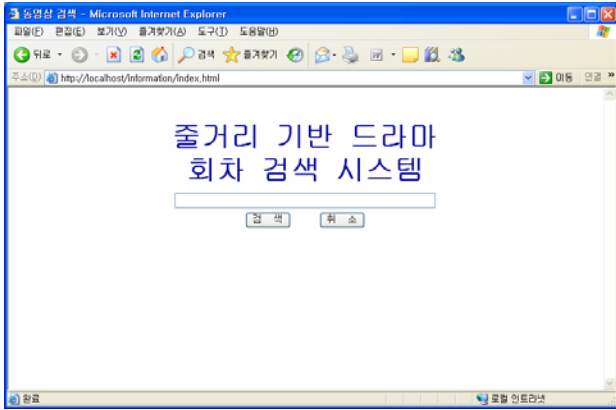 동영상 검색 - Microsoft Internet Explorer
파일(F) 편집(E) 보기(V) 즐겨찾기(A) 도구(T) 도움말(H)
뒤로 검색 즐겨찾기
주소(D) http://localhost/information/index.html 이동 연결 »
줄거리 기반 드라마
회차 검색 시스템
검 색 취 소
완료 로컬 인트라넷